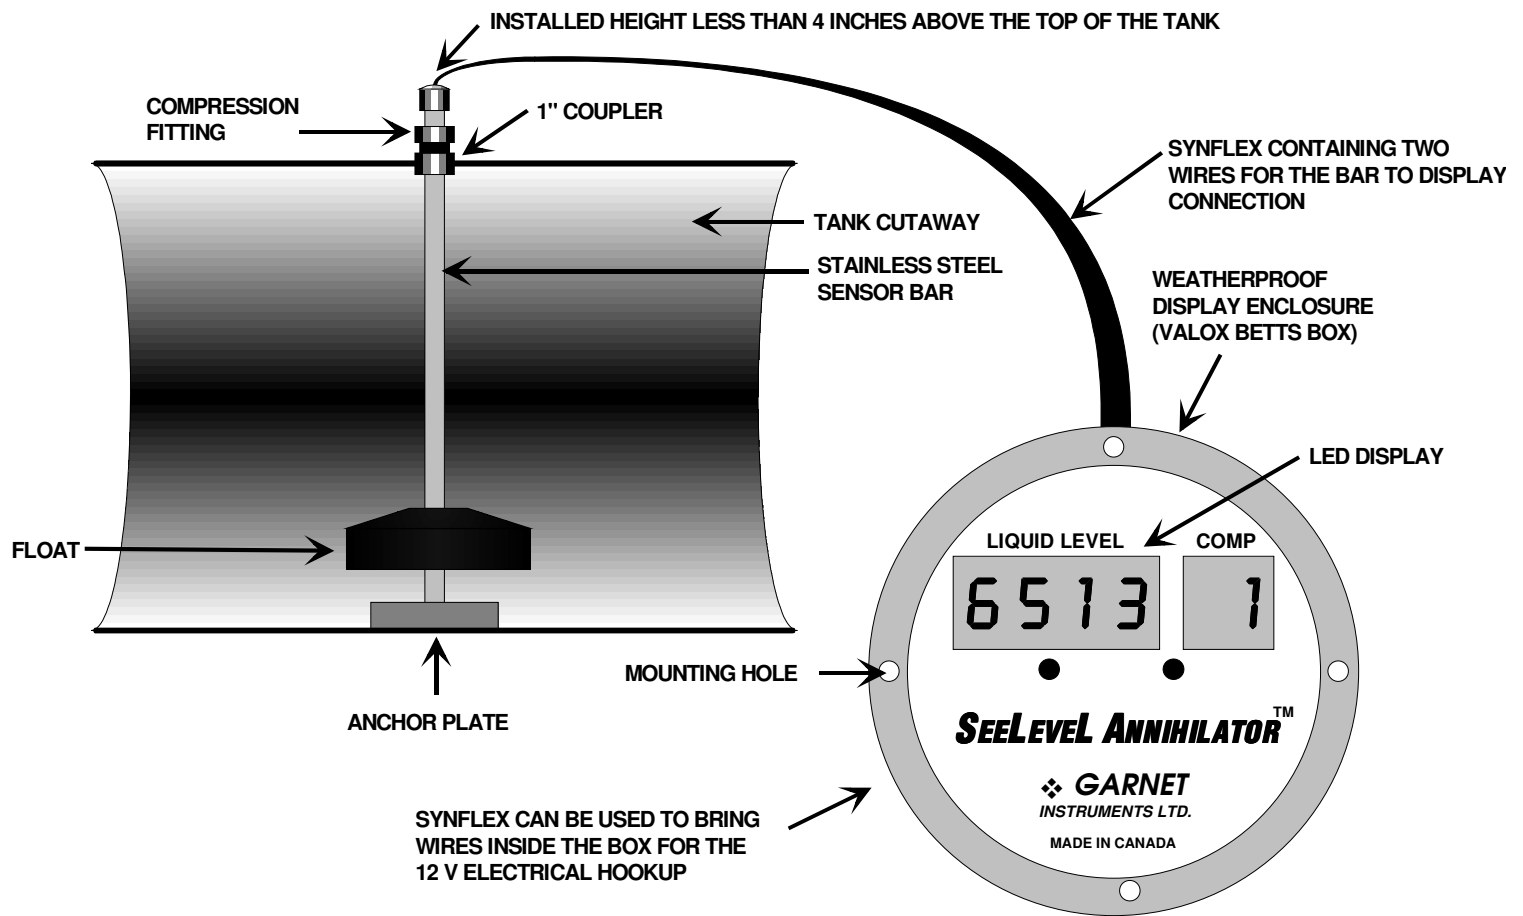 INSTALLED HEIGHT LESS THAN 4 INCHES ABOVE THE TOP OF THE TANK
COMPRESSION
FITTING
1" COUPLER
SYNFLEX CONTAINING TWO
WIRES FOR THE BAR TO DISPLAY
CONNECTION
TANK CUTAWAY
STAINLESS STEEL
SENSOR BAR
WEATHERPROOF
DISPLAY ENCLOSURE
(VALOX BETTS BOX)
LED DISPLAY
FLOAT
LIQUID LEVEL
COMP
6513
1
MOUNTING HOLE
ANCHOR PLATE
SEELEVEL ANNIHILATOR™
GARNET
INSTRUMENTS LTD.
MADE IN CANADA
SYNFLEX CAN BE USED TO BRING
WIRES INSIDE THE BOX FOR THE
12 V ELECTRICAL HOOKUP